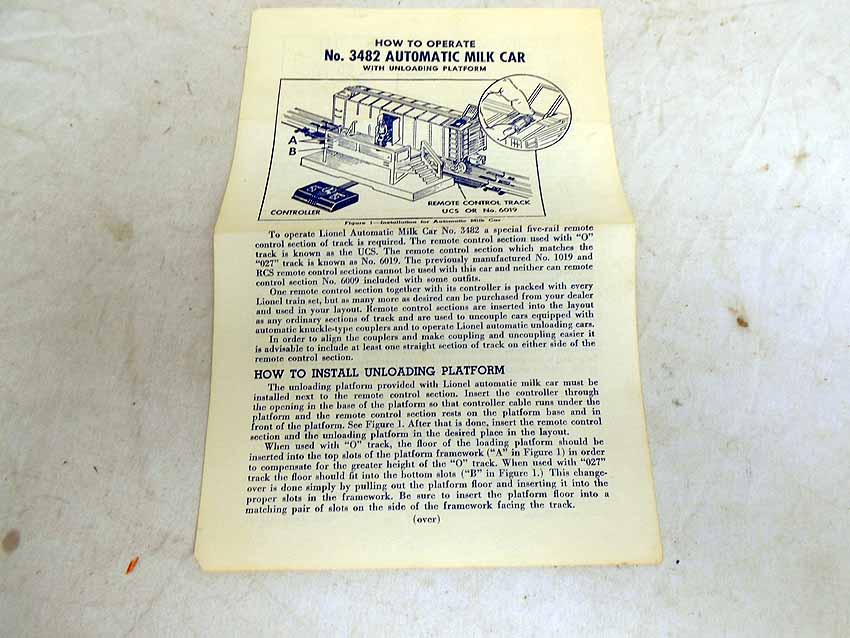 HOW TO OPERATE
No. 3482 AUTOMATIC MILK CAR
WITH UNLOADING PLATFORM
A
B
CONTROLLER
REMOTE CONTROL TRACK
UCS OR No. 6019
Figure 1—Installation for Automatic Milk Car
To operate Lionel Automatic Milk Car No. 3482 a special five-rail remote
control section of track is required. The remote control section used with "O"
track is known as the UCS. The remote control section which matches the
"027" track is known as No. 6019. The previously manufactured No. 1019 and
RCS remote control sections cannot be used with this car and neither can remote
control section No. 6009 included with some outfits.
One remote control section together with its controller is packed with every
Lionel train set, but as many more as desired can be purchased from your dealer
and used in your layout. Remote control sections are inserted into the layout
as any ordinary sections of track and are used to uncouple cars equipped with
automatic knuckle-type couplers and to operate Lionel automatic unloading cars.
In order to align the couplers and make coupling and uncoupling easier it
is advisable to include at least one straight section of track on either side of the
remote control section.
HOW TO INSTALL UNLOADING PLATFORM
The unloading platform provided with Lionel automatic milk car must be
installed next to the remote control section. Insert the controller through
the opening in the base of the platform so that controller cable runs under the
platform and the remote control section rests on the platform base and in
front of the platform. See Figure 1. After that is done, insert the remote control
section and the unloading platform in the desired place in the layout.
When used with "O" track, the floor of the loading platform should be
inserted into the top slots of the platform framework ("A" in Figure 1) in order
to compensate for the greater height of the "O" track. When used with "027"
track the floor should fit into the bottom slots ("B" in Figure 1.) This change-
over is done simply by pulling out the platform floor and inserting it into the
proper slots in the framework. Be sure to insert the platform floor into a
matching pair of slots on the side of the framework facing the track.
(over)